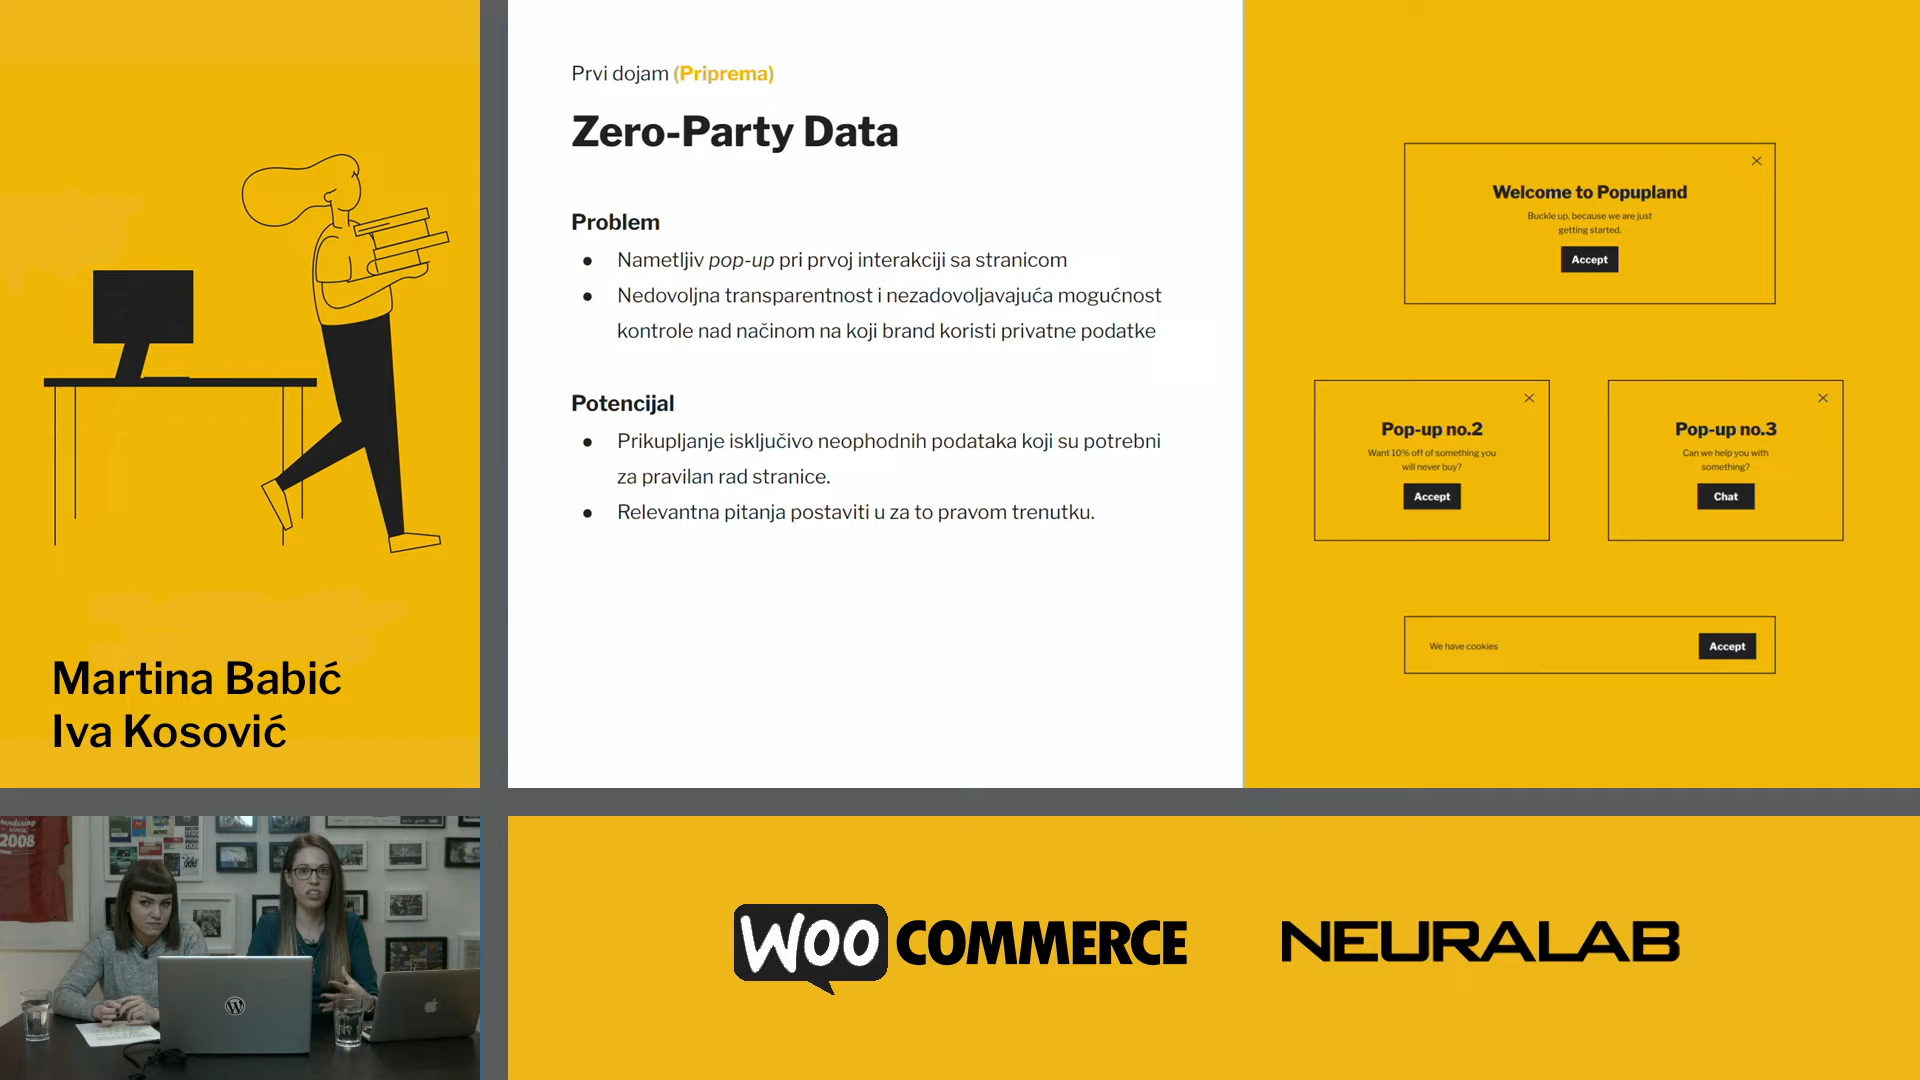 Prvi dojam (Priprema)
Zero-Party Data
Problem
● Nametljiv pop-up pri prvoj interakciji sa stranicom
● Nedovoljna transparentnost i nezadovoljavajuća mogućnost
kontrole nad načinom na koji brand koristi privatne podatke
Potencijal
● Prikupljanje isključivo neophodnih podataka koji su potrebni
za pravilan rad stranice.
● Relevantna pitanja postaviti u za to pravom trenutku.
Welcome to Popupland
Buckle up, because we are just
getting started.
Accept
Pop-up no.2
Want 10% off of something you
will never buy?
Accept
Pop-up no.3
Can we help you with
something?
Chat
We have cookies
Accept
Martina Babić
Iva Kosović
2008
WOO COMMERCE
NEURALAB